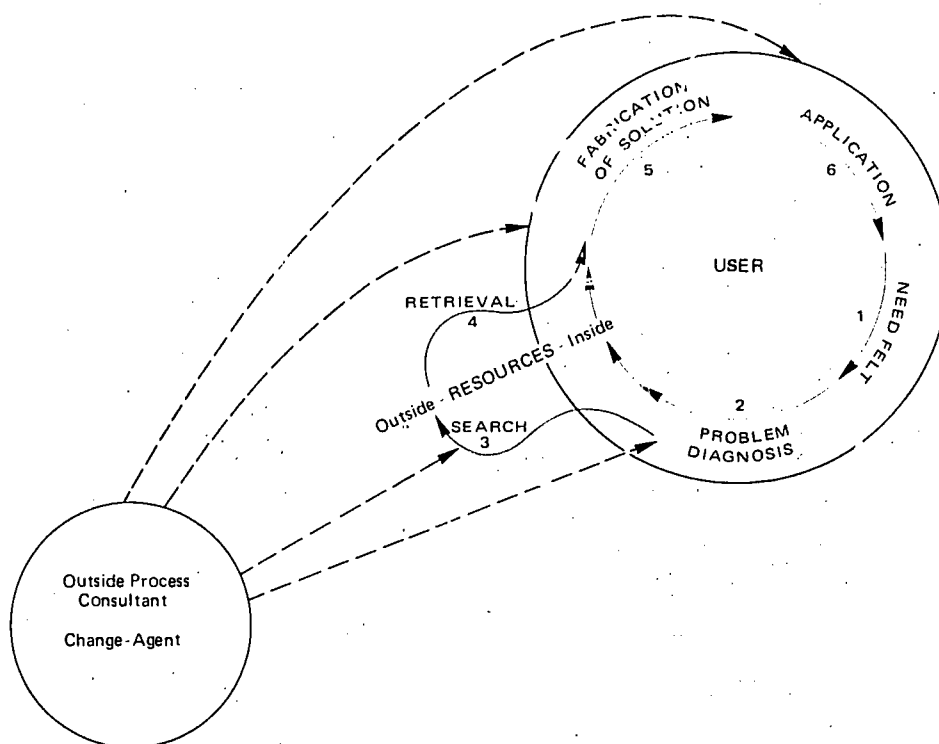 FABRICATION
OF SOLUTION
5
APPLICATION
6
USER
NEED FELT
1
RETRIEVAL
4
Outside - RESOURCES - Inside
2
PROBLEM
DIAGNOSIS
SEARCH
3
Outside Process
Consultant
Change-Agent